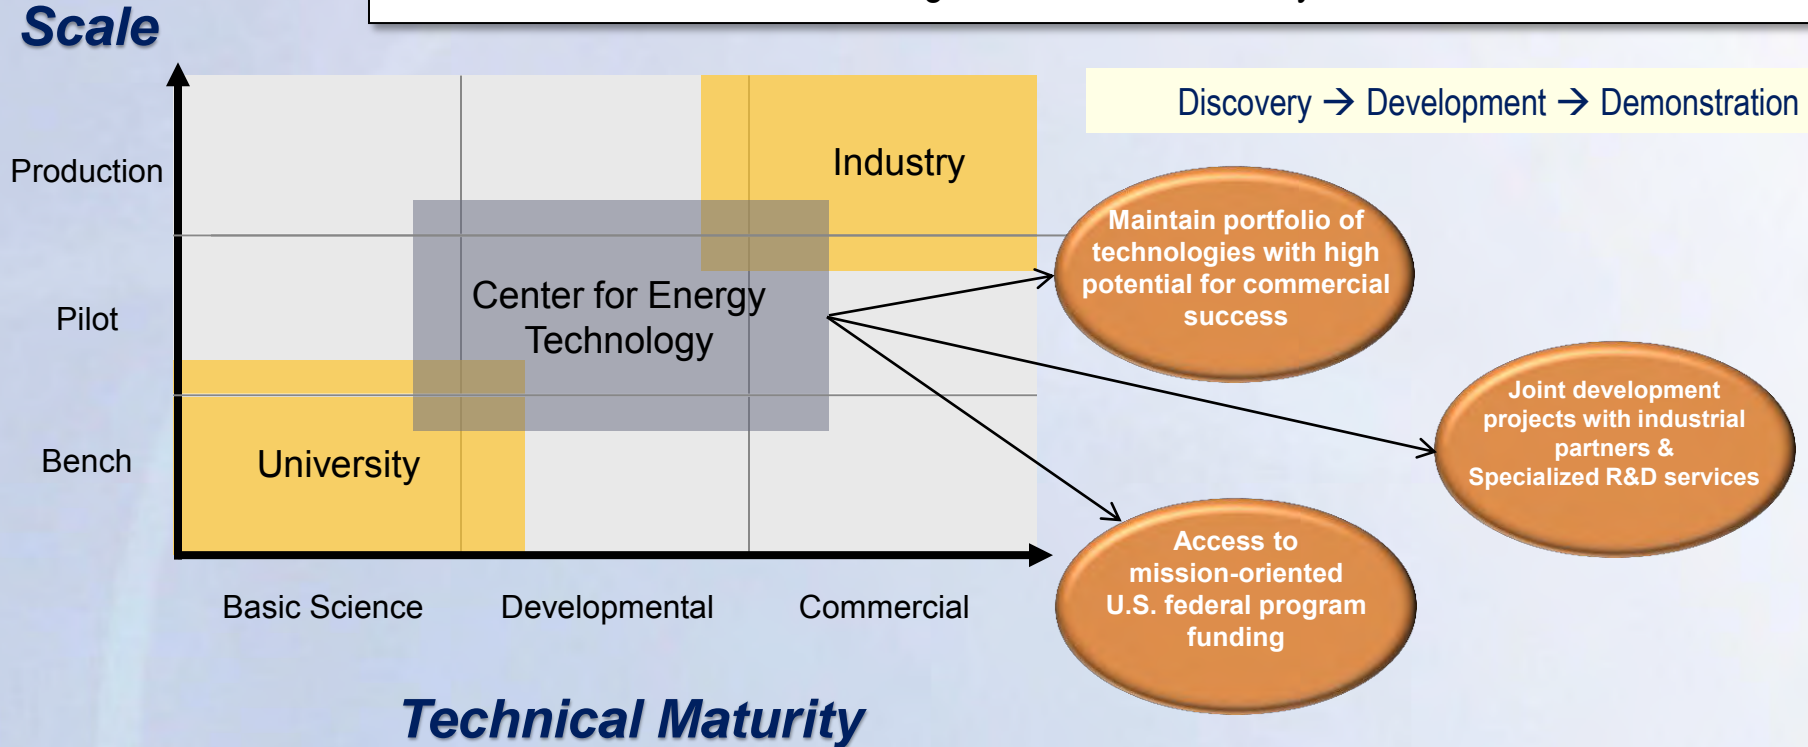 Scale
Discovery → Development → Demonstration
Production
Industry
Maintain portfolio of
technologies with high
potential for commercial
success
Pilot
Center for Energy
Technology
Joint development
projects with industrial
partners &
Specialized R&D services
Bench
University
Access to
mission-oriented
U.S. federal program
funding
Basic Science
Developmental
Commercial
Technical Maturity